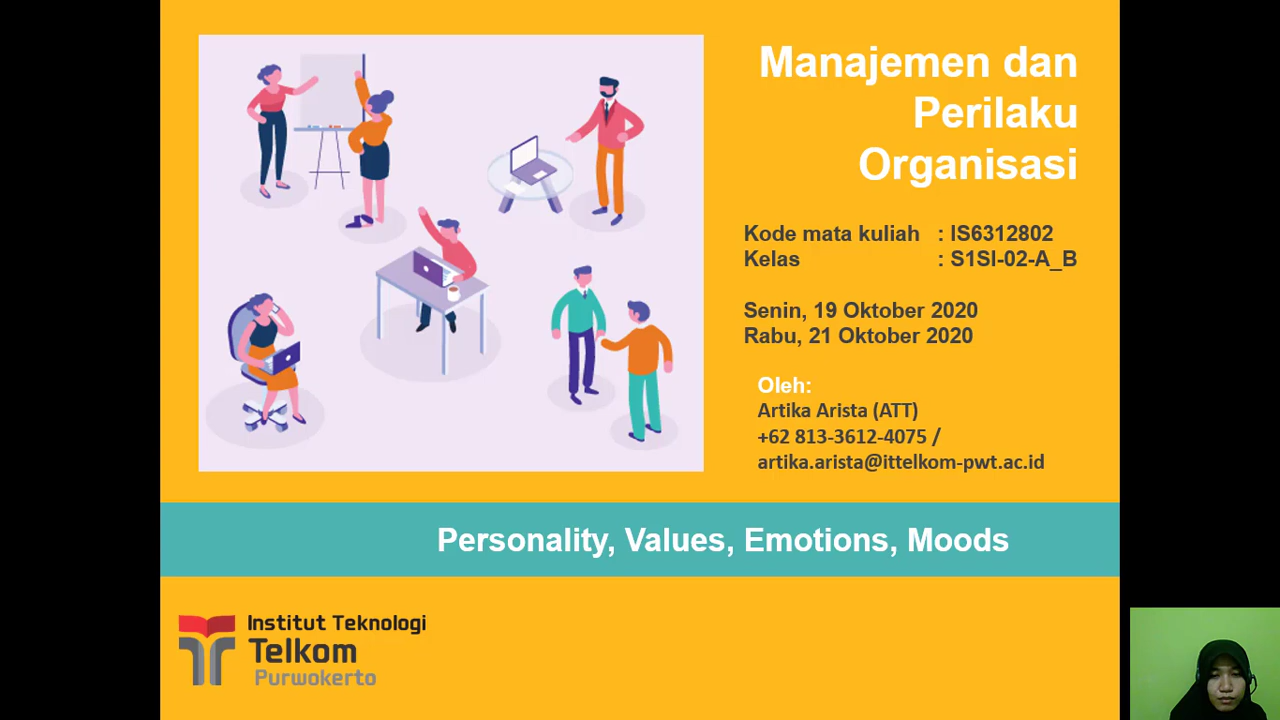 Manajemen dan
Perilaku
Organisasi
Kode mata kuliah : IS6312802
Kelas : S1SI-02-A_B
Senin, 19 Oktober 2020
Rabu, 21 Oktober 2020
Oleh:
Artika Arista (ATT)
+62 813-3612-4075 /
artika.arista@ittelkom-pwt.ac.id
Personality, Values, Emotions, Moods
Institut Teknologi
Telkom
Purwokerto